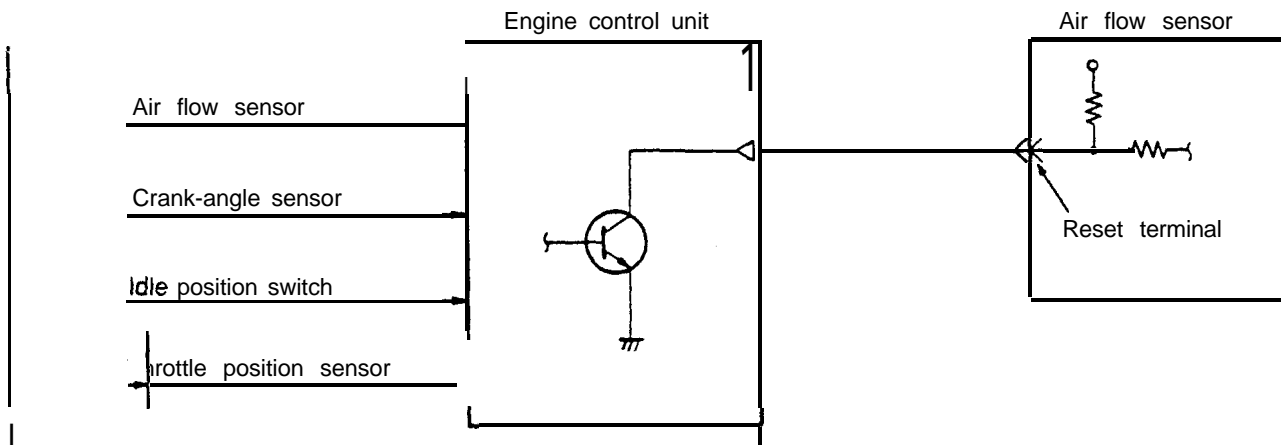 Engine control unit
Air flow sensor
Air flow sensor
Crank-angle sensor
Reset terminal
Idle position switch
hrottle position sensor